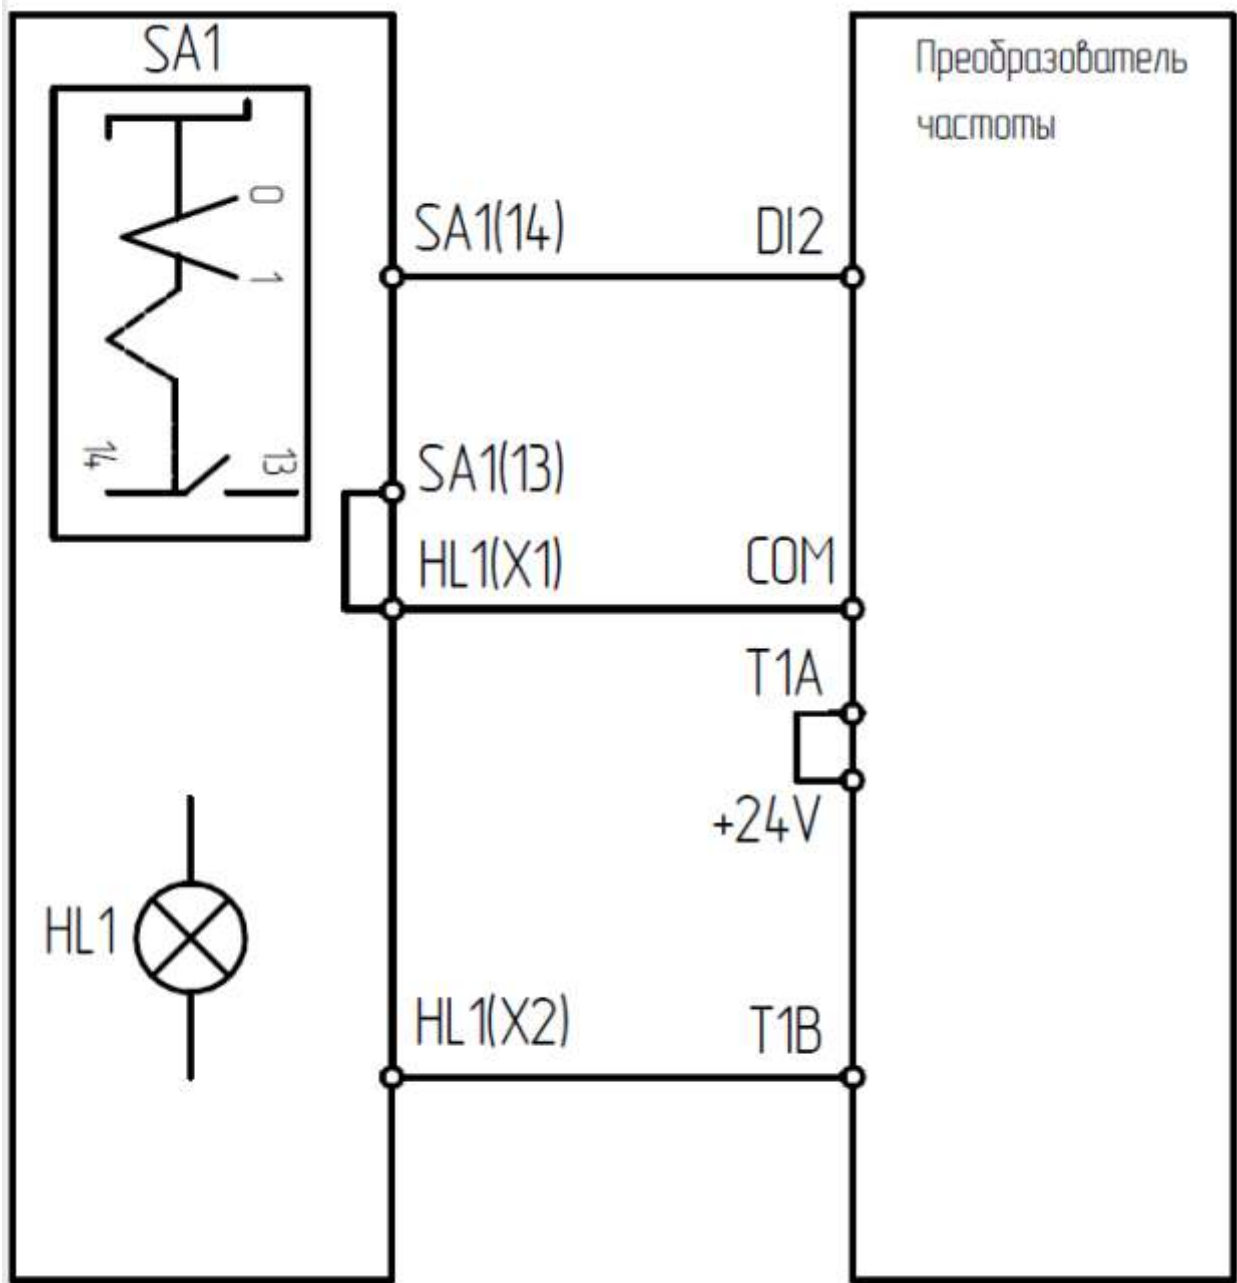 SA1
Преобразователь
частоты
0
1
SA1(14)
DI2
14
13
SA1(13)
HL1(X1)
COM
T1A
+24V
HL1
HL1(X2)
T1B